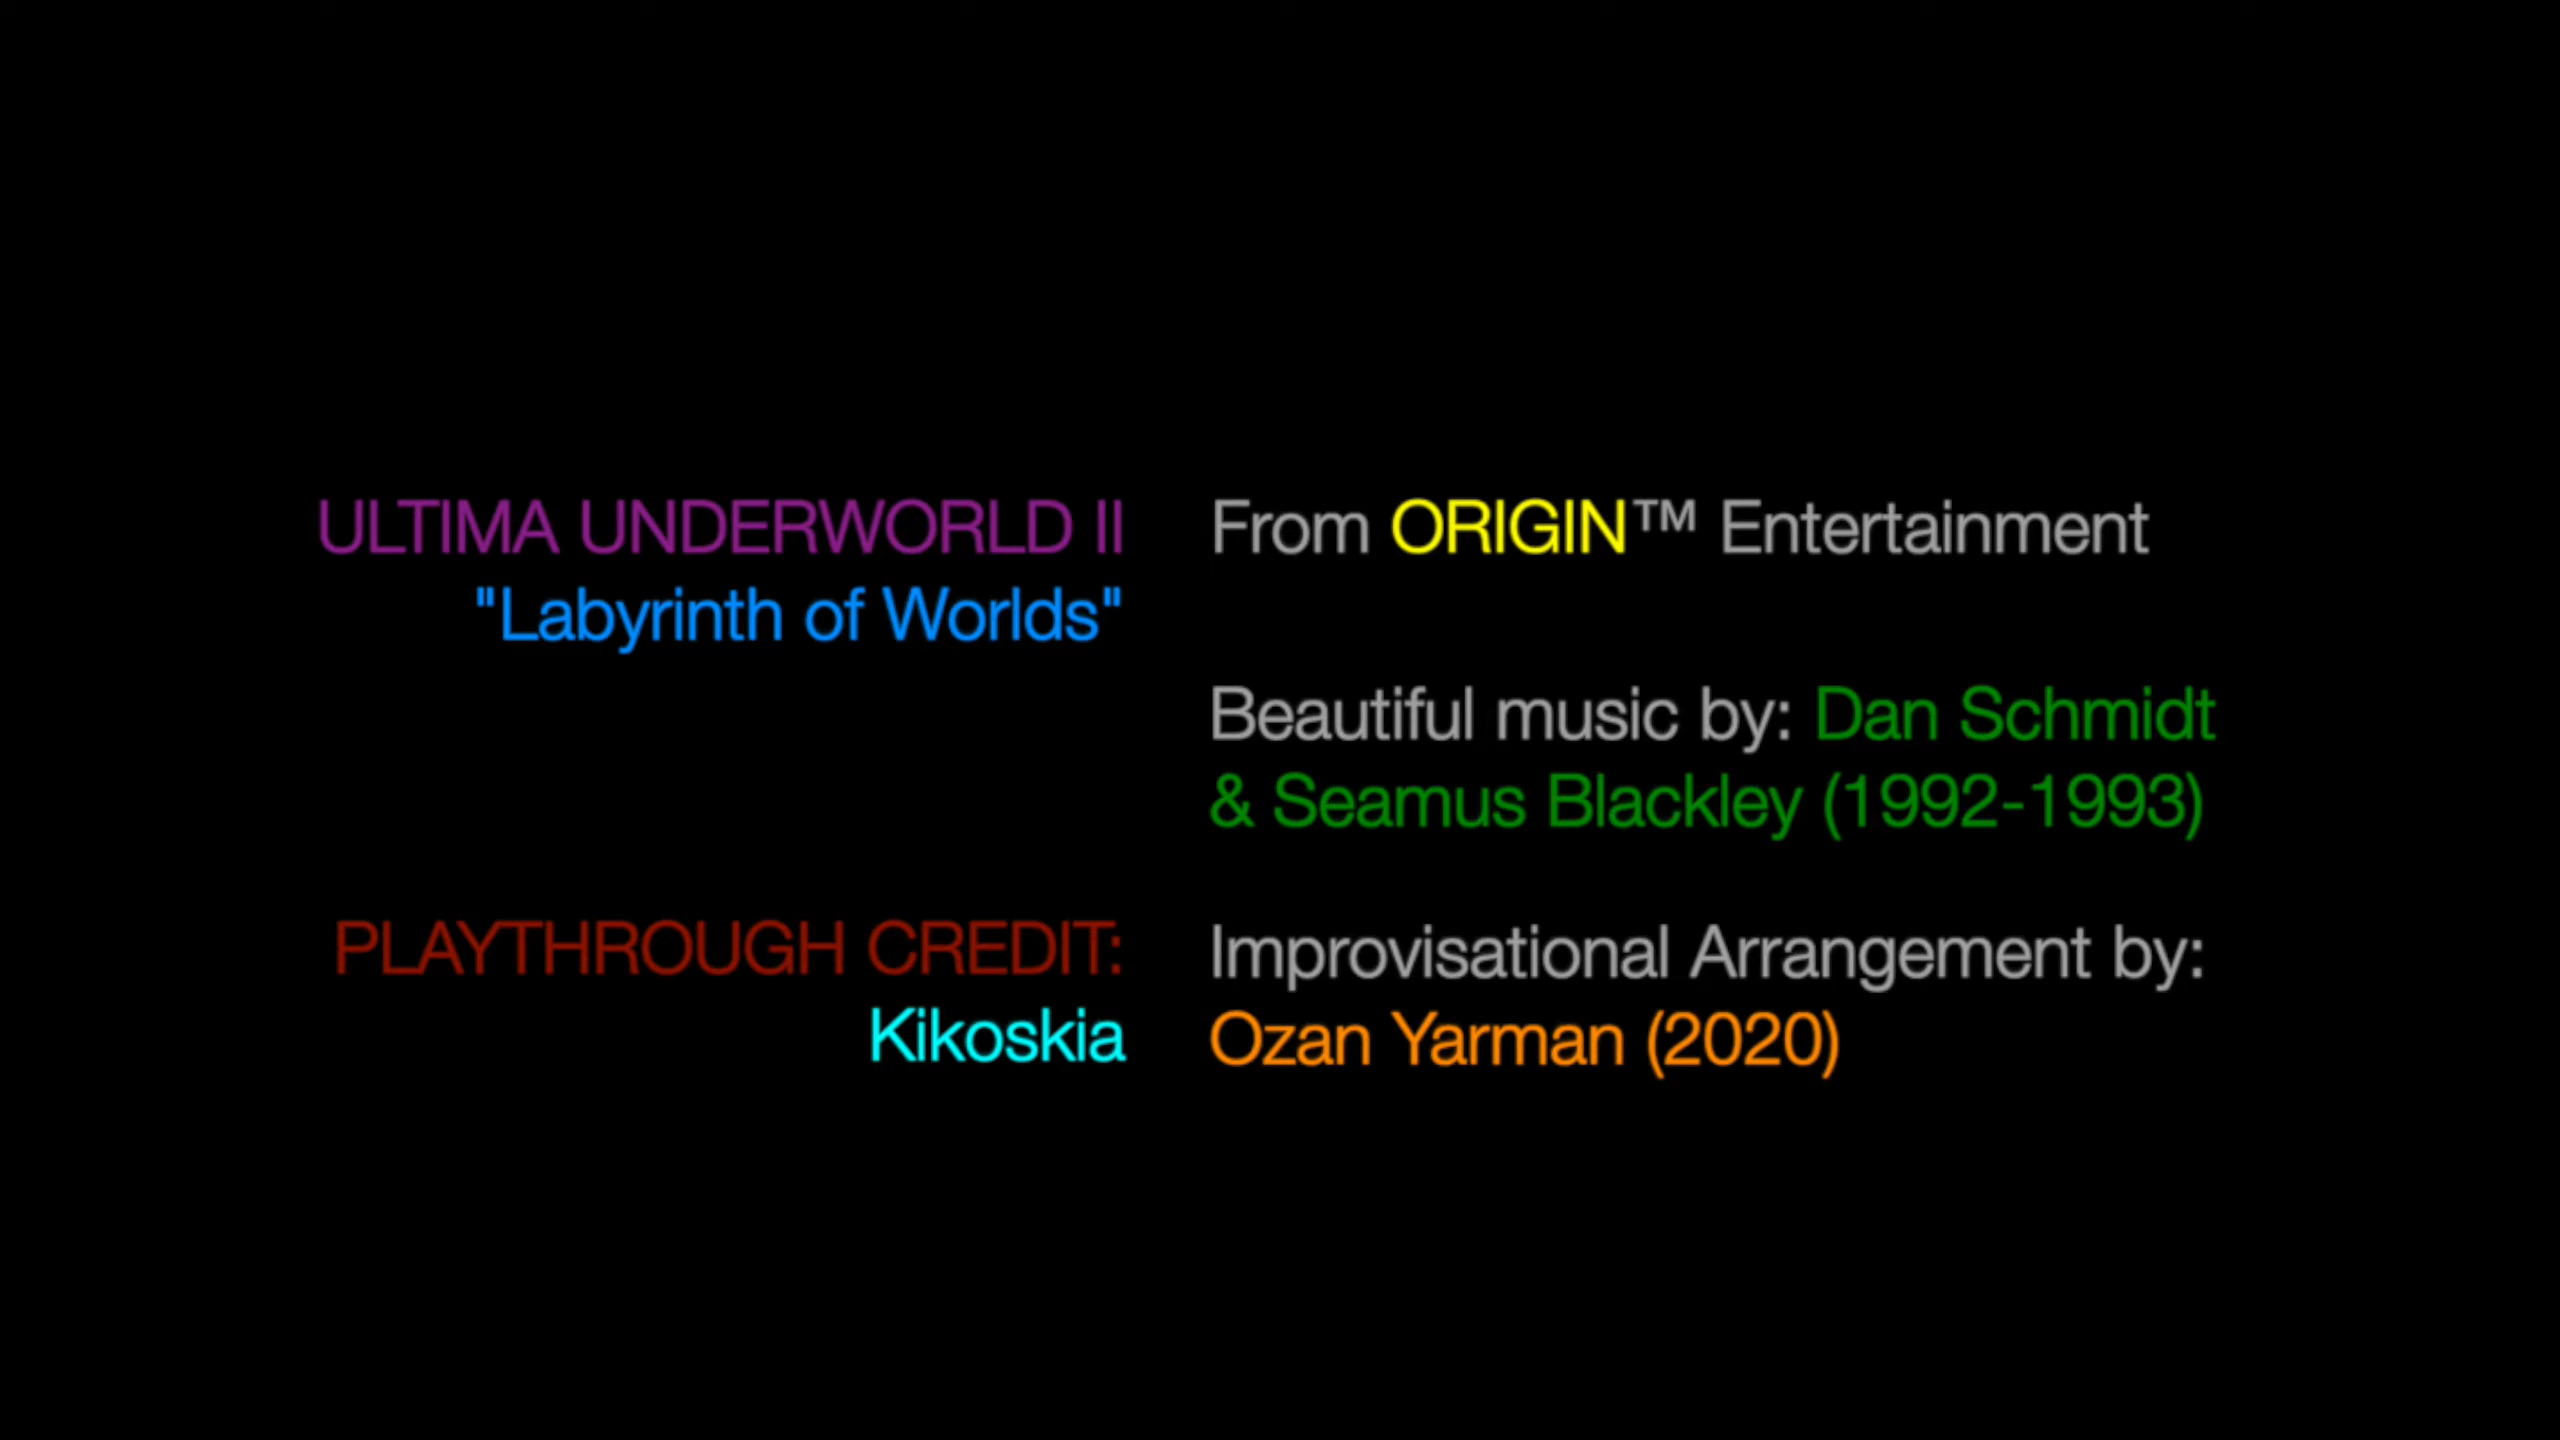 ULTIMA UNDERWORLD II
"Labyrinth of Worlds"
PLAYTHROUGH CREDIT:
Kikoskia
From ORIGIN™ Entertainment
Beautiful music by: Dan Schmidt
& Seamus Blackley (1992-1993)
Improvisational Arrangement by:
Ozan Yarman (2020)